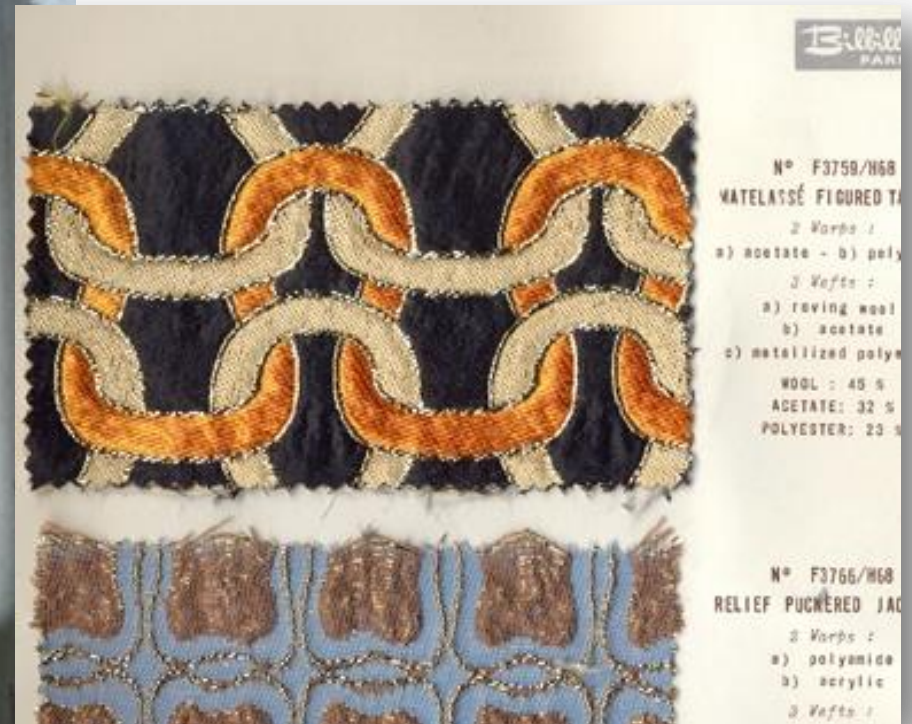 Bilbill
PARI
N° F3759/H68
MATELASSÉ FIGURED TA
2 Warps :
a) acetate - b) poly
3 Wefts :
a) roving wool
b) acetate
c) metallized polye
WOOL : 45 %
ACETATE: 32 %
POLYESTER: 23 %
N° F3766/H68
RELIEF PUCKERED JAC
2 Warps :
a) polyamide
b) acrylic
3 Wefts :